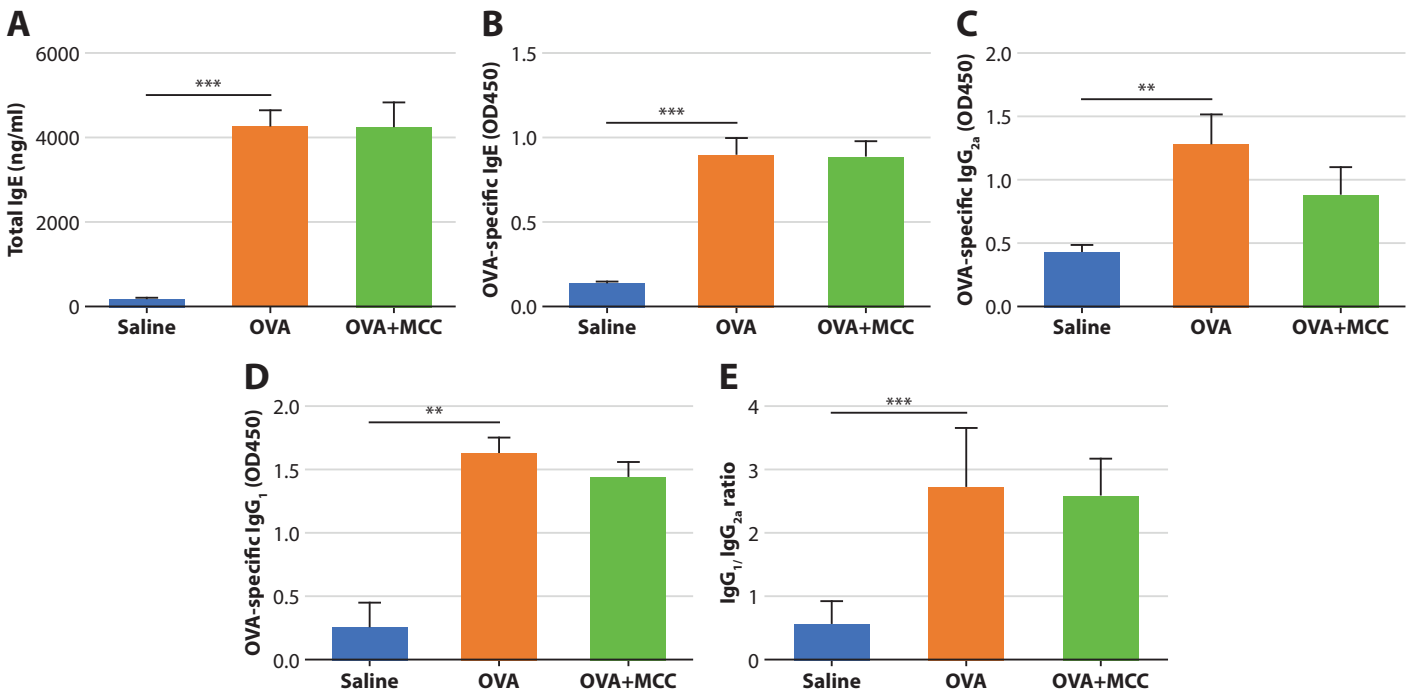 A
Total IgE (ng/ml)
6000
4000
2000
0
***
Saline
OVA
OVA+MCC
B
OVA-specific IgE (OD450)
1.5
1.0
0.5
0.0
***
Saline
OVA
OVA+MCC
C
OVA-specific IgG2a (OD450)
2.0
1.5
1.0
0.5
0.0
**
Saline
OVA
OVA+MCC
D
OVA-specific IgG1 (OD450)
2.0
1.5
1.0
0.5
0.0
**
Saline
OVA
OVA+MCC
E
IgG1/ IgG2a ratio
4
3
2
1
0
***
Saline
OVA
OVA+MCC